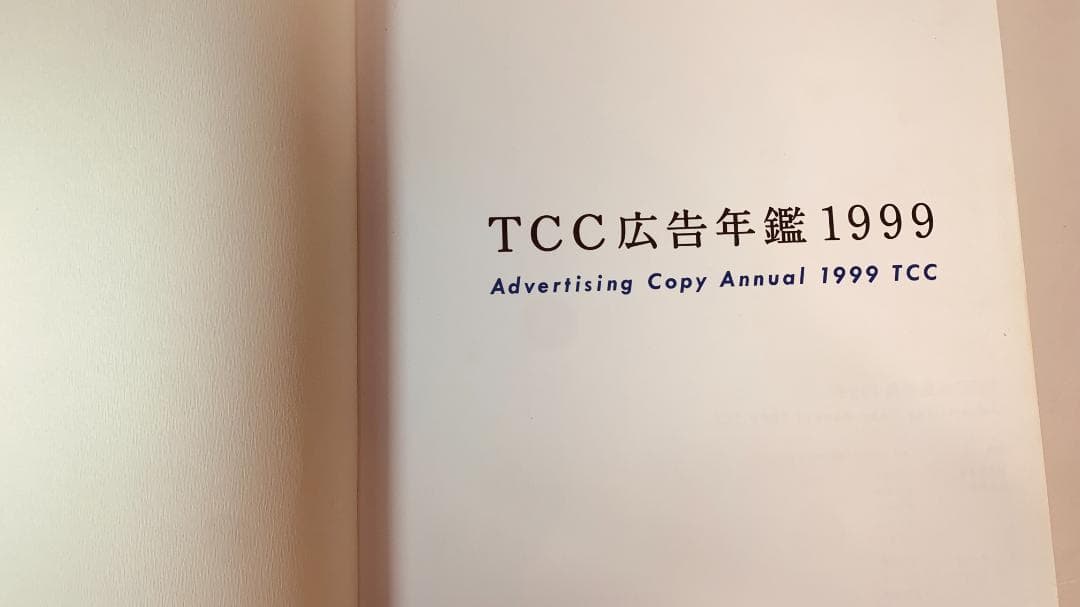 TCC広告年鑑1999
Advertising Copy Annual 1999 TCC